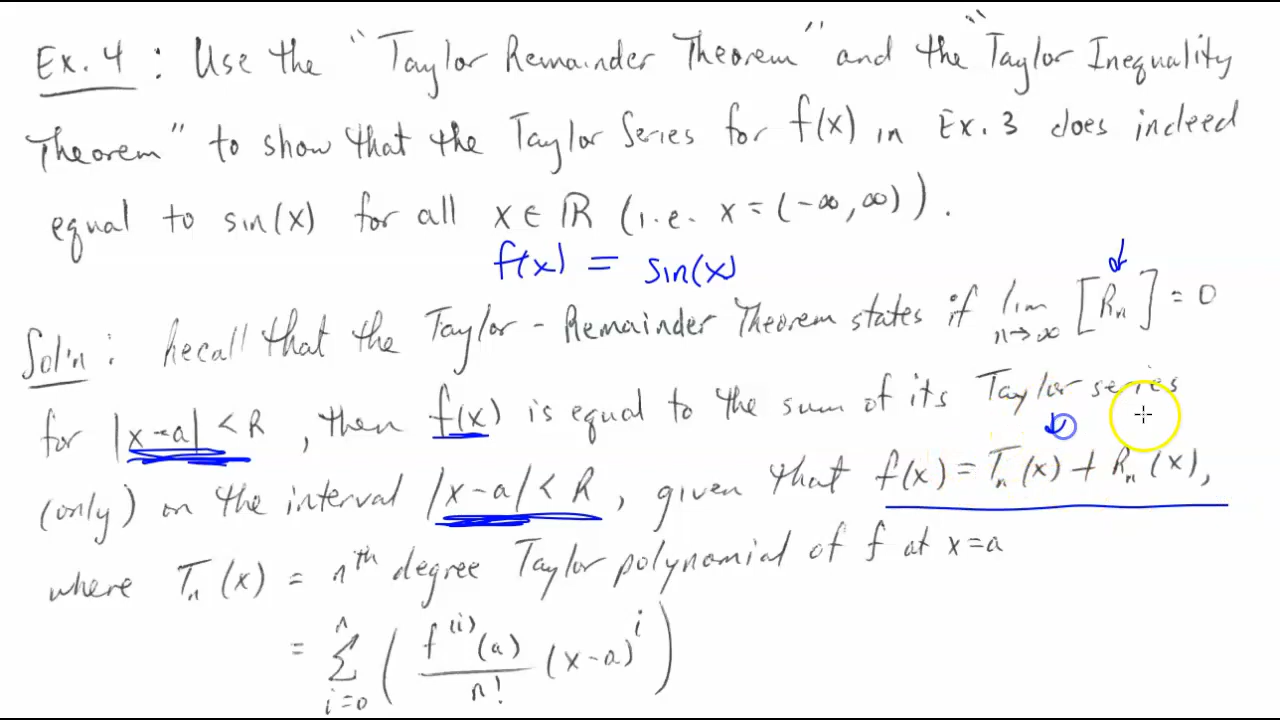 Ex. 4 : Use the "Taylor Remainder Theorem" and the "Taylor Inequality
Theorem" to show that the Taylor Series for f(x) in Ex. 3 does indeed
equal to sin(x) for all x ∈ ℝ (i.e. x = (-∞, ∞)).
f(x) = sin(x)
Sol'n : Recall that the Taylor - Remainder Theorem states if lim n→∞ [Rₙ] = 0
for |x-a| < R , then f(x) is equal to the sum of its Taylor series
(only) on the interval |x-a| < R , given that f(x) = Tₙ(x) + Rₙ(x),
where Tₙ(x) = nᵗʰ degree Taylor polynomial of f at x=a
= Σ i=0 n ( f⁽ⁱ⁾(a) / n! (x-a)ⁱ )